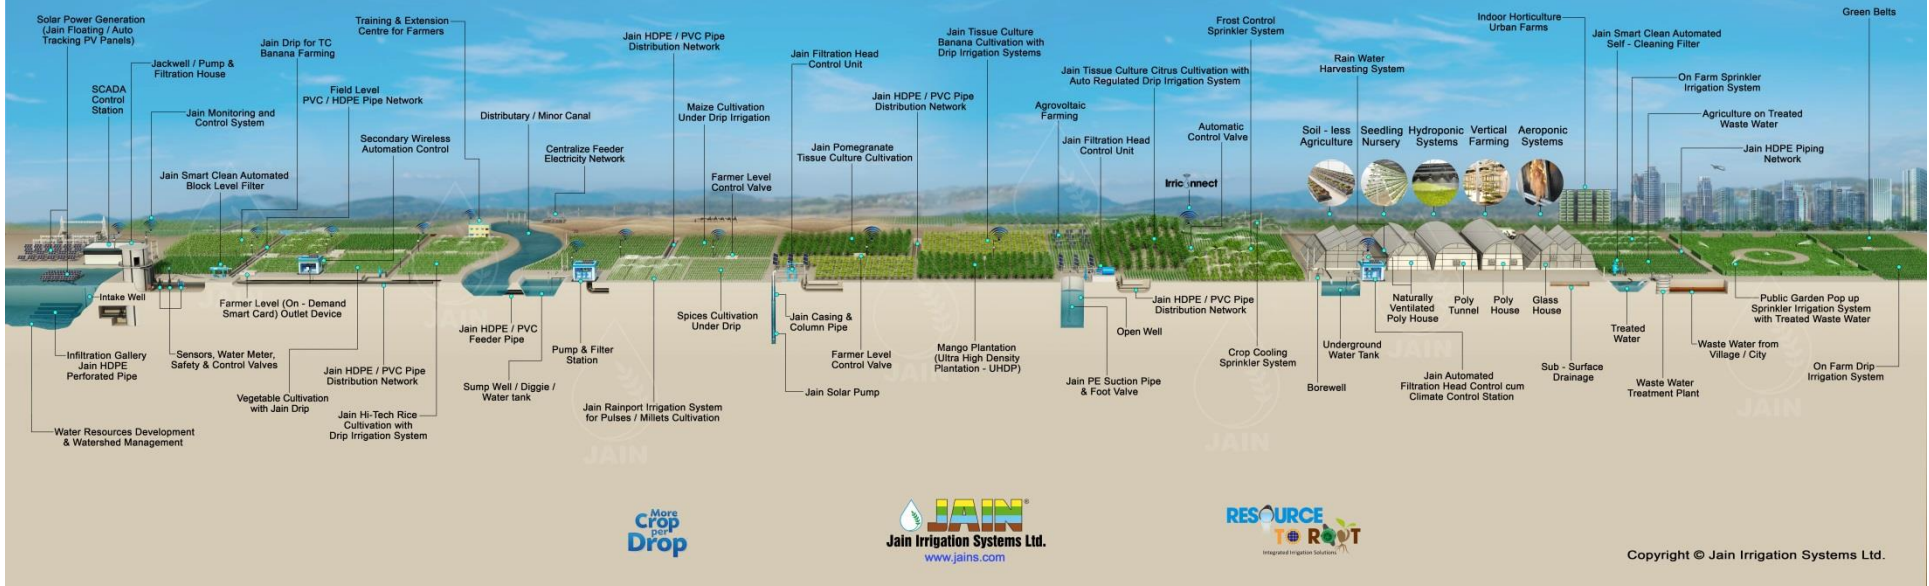 Solar Power Generation
(Jain Floating / Auto
Tracking PV Panels)
Jackwell / Pump &
Filtration House
SCADA
Control
Station
Jain Monitoring and
Control System
Jain Smart Clean Automated
Block Level Filter
Jain Drip for TC
Banana Farming
Field Level
PVC / HDPE Pipe Network
Training & Extension
Centre for Farmers
Secondary Wireless
Automation Control
Distributary / Minor Canal
Centralize Feeder
Electricity Network
Jain HDPE / PVC Pipe
Distribution Network
Maize Cultivation
Under Drip Irrigation
Farmer Level
Control Valve
Jain Filtration Head
Control Unit
Jain Pomegranate
Tissue Culture Cultivation
Jain HDPE / PVC Pipe
Distribution Network
Jain Tissue Culture
Banana Cultivation with
Drip Irrigation Systems
Agrovoltaic
Farming
Jain Tissue Culture Citrus Cultivation with
Auto Regulated Drip Irrigation System
Jain Filtration Head
Control Unit
Irriconnect
Automatic
Control Valve
Frost Control
Sprinkler System
Rain Water
Harvesting System
Soil - less
Agriculture
Seedling
Nursery
Hydroponic
Systems
Vertical
Farming
Aeroponic
Systems
Indoor Horticulture
Urban Farms
Jain Smart Clean Automated
Self - Cleaning Filter
On Farm Sprinkler
Irrigation System
Agriculture on Treated
Waste Water
Jain HDPE Piping
Network
Green Belts
Intake Well
Infiltration Gallery
Jain HDPE
Perforated Pipe
Water Resources Development
& Watershed Management
Sensors, Water Meter,
Safety & Control Valves
Farmer Level (On - Demand
Smart Card) Outlet Device
Vegetable Cultivation
with Jain Drip
Jain HDPE / PVC Pipe
Distribution Network
Jain Hi-Tech Rice
Cultivation with
Drip Irrigation System
Jain HDPE / PVC
Feeder Pipe
Sump Well / Diggie /
Water tank
Pump & Filter
Station
Jain Rainport Irrigation System
for Pulses / Millets Cultivation
Spices Cultivation
Under Drip
Jain Casing &
Column Pipe
Jain Solar Pump
Farmer Level
Control Valve
Mango Plantation
(Ultra High Density
Plantation - UHDP)
Open Well
Jain PE Suction Pipe
& Foot Valve
Jain HDPE / PVC Pipe
Distribution Network
Crop Cooling
Sprinkler System
Borewell
Underground
Water Tank
Naturally
Ventilated
Poly House
Jain Automated
Filtration Head Control cum
Climate Control Station
Poly
Tunnel
Poly
House
Glass
House
Sub - Surface
Drainage
Treated
Water
Waste Water
Treatment Plant
Waste Water from
Village / City
Public Garden Pop up
Sprinkler Irrigation System
with Treated Waste Water
On Farm Drip
Irrigation System
JAIN
JAIN
JAIN
JAIN
JAIN
JAIN
More
Crop
per
Drop
JAIN®
Jain Irrigation Systems Ltd.
www.jains.com
RESOURCE
TO ROOT
Integrated Irrigation Solutions
Copyright © Jain Irrigation Systems Ltd.